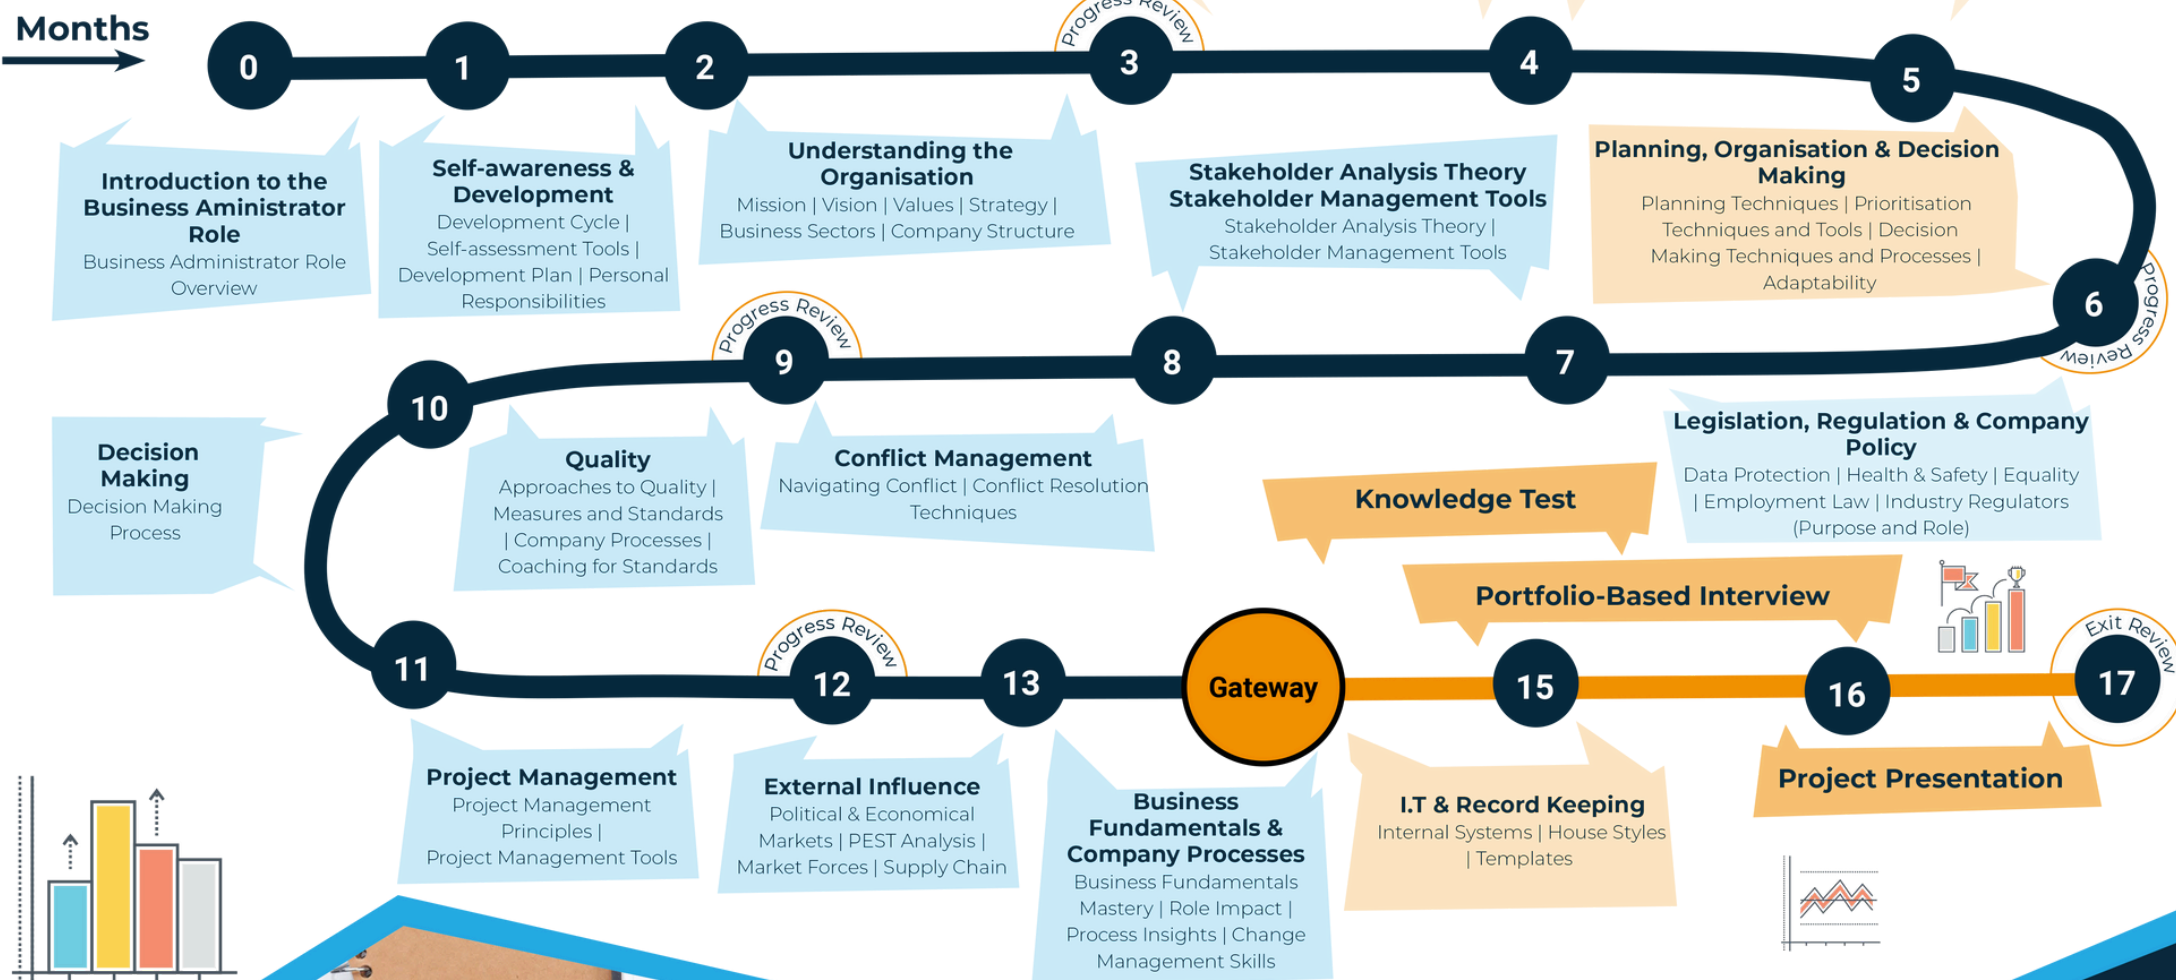 Months
0
1
2
Progress Review
3
4
5
Introduction to the
Business Aministrator
Role
Business Administrator Role
Overview
Self-awareness &
Development
Development Cycle |
Self-assessment Tools |
Development Plan | Personal
Responsibilities
Understanding the
Organisation
Mission | Vision | Values | Strategy |
Business Sectors | Company Structure
Stakeholder Analysis Theory
Stakeholder Management Tools
Stakeholder Analysis Theory |
Stakeholder Management Tools
Planning, Organisation & Decision
Making
Planning Techniques | Prioritisation
Techniques and Tools | Decision
Making Techniques and Processes |
Adaptability
6
Progress Review
7
8
Progress Review
9
10
Legislation, Regulation & Company
Policy
Data Protection | Health & Safety | Equality
| Employment Law | Industry Regulators
(Purpose and Role)
Conflict Management
Navigating Conflict | Conflict Resolution
Techniques
Quality
Approaches to Quality |
Measures and Standards
| Company Processes |
Coaching for Standards
Decision
Making
Decision Making
Process
Knowledge Test
Portfolio-Based Interview
11
Progress Review
12
13
Gateway
15
16
Exit Review
17
Project Management
Project Management
Principles |
Project Management Tools
External Influence
Political & Economical
Markets | PEST Analysis |
Market Forces | Supply Chain
Business
Fundamentals &
Company Processes
Business Fundamentals
Mastery | Role Impact |
Process Insights | Change
Management Skills
I.T & Record Keeping
Internal Systems | House Styles
| Templates
Project Presentation